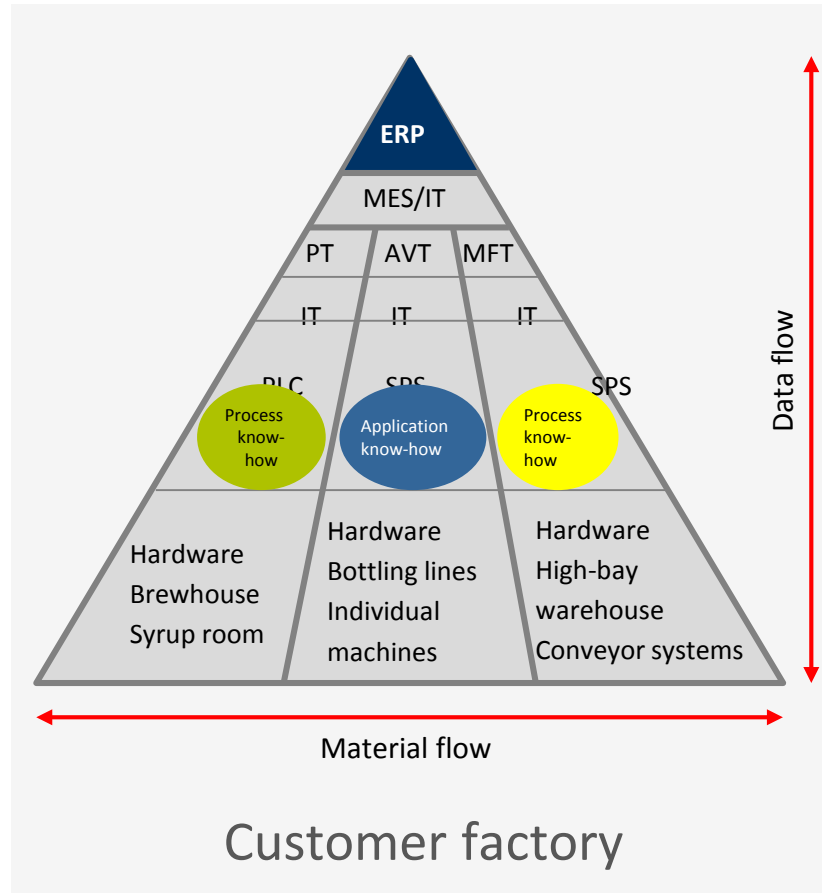 ERP
MES/IT
PT AVT MFT
IT IT IT
PLC SPS SPS
Process
know-
how
Application
know-how
Process
know-
how
Hardware
Brewhouse
Syrup room
Hardware
Bottling lines
Individual
machines
Hardware
High-bay
warehouse
Conveyor systems
Data flow
Material flow
Customer factory